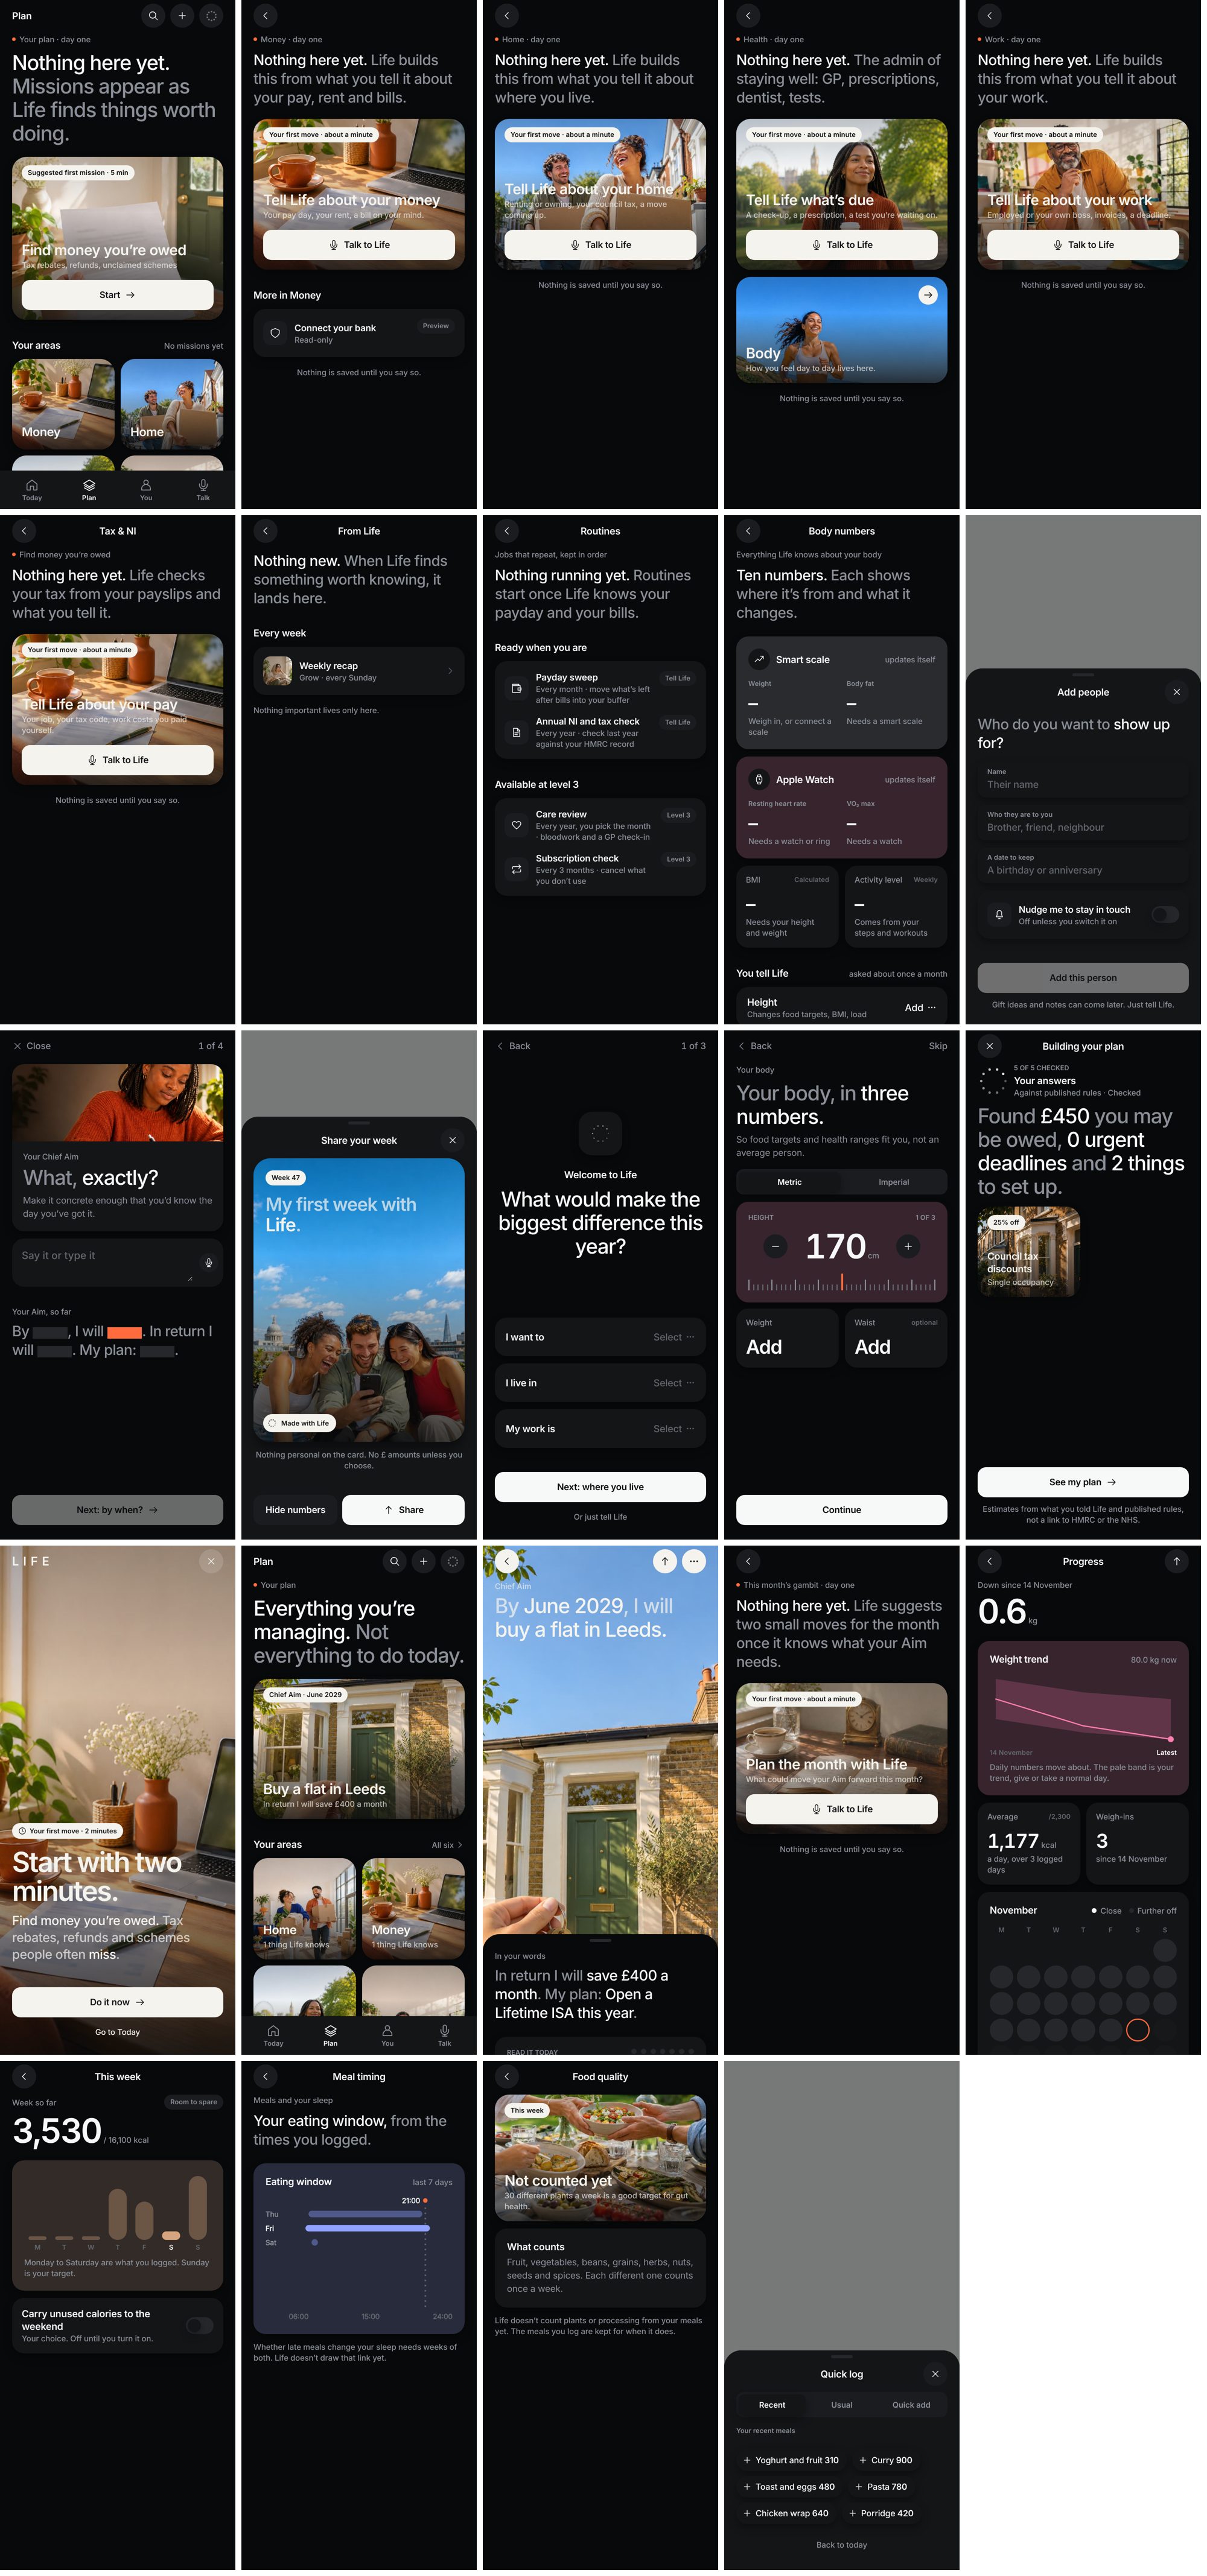 Plan
Your plan · day one
Nothing here yet.
Missions appear as
Life finds things worth
doing.
Suggested first mission · 5 min
Find money you're owed
Tax rebates, refunds, unclaimed schemes
Start
Your areas
No missions yet
Money
Home
Today
Plan
You
Talk
Money · day one
Nothing here yet. Life builds
this from what you tell it about
your pay, rent and bills.
Your first move · about a minute
Tell Life about your money
Your pay day, your rent, a bill on your mind.
Talk to Life
More in Money
Connect your bank
Read-only
Preview
Nothing is saved until you say so.
Home · day one
Nothing here yet. Life builds
this from what you tell it about
where you live.
Your first move · about a minute
Tell Life about your home
Renting or owning, your council tax, a move
coming up.
Talk to Life
Nothing is saved until you say so.
Health · day one
Nothing here yet. The admin of
staying well: GP, prescriptions,
dentist, tests.
Your first move · about a minute
Tell Life what's due
A check-up, a prescription, a test you're waiting on.
Talk to Life
Body
How you feel day to day lives here.
Nothing is saved until you say so.
Work · day one
Nothing here yet. Life builds
this from what you tell it about
your work.
Your first move · about a minute
Tell Life about your work
Employed or your own boss, invoices, a deadline.
Talk to Life
Nothing is saved until you say so.
Tax & NI
Find money you're owed
Nothing here yet. Life checks
your tax from your payslips and
what you tell it.
Your first move · about a minute
Tell Life about your pay
Your job, your tax code, work costs you paid
yourself.
Talk to Life
Nothing is saved until you say so.
From Life
Nothing new. When Life finds
something worth knowing, it
lands here.
Every week
Weekly recap
Grow · every Sunday
Nothing important lives only here.
Routines
Jobs that repeat, kept in order
Nothing running yet. Routines
start once Life knows your
payday and your bills.
Ready when you are
Payday sweep
Every month · move what's left
after bills into your buffer
Tell Life
Annual NI and tax check
Every year · check last year
against your HMRC record
Tell Life
Available at level 3
Care review
Every year, you pick the month
· bloodwork and a GP check-in
Level 3
Subscription check
Every 3 months · cancel what
you don't use
Level 3
Body numbers
Everything Life knows about your body
Ten numbers. Each shows
where it's from and what it
changes.
Smart scale
updates itself
Weight
Body fat
–
–
Weigh in, or connect a
scale
Needs a smart scale
Apple Watch
updates itself
Resting heart rate
VO₂ max
–
–
Needs a watch or ring
Needs a watch
BMI
Calculated
–
Needs your height
and weight
Activity level
Weekly
–
Comes from your
steps and workouts
You tell Life
asked about once a month
Height
Changes food targets, BMI, load
Add ···
Add people
Who do you want to show up
for?
Name
Their name
Who they are to you
Brother, friend, neighbour
A date to keep
A birthday or anniversary
Nudge me to stay in touch
Off unless you switch it on
Add this person
Gift ideas and notes can come later. Just tell Life.
Close
1 of 4
Your Chief Aim
What, exactly?
Make it concrete enough that you'd know the
day you've got it.
Say it or type it
Your Aim, so far
By , I will . In return I
will . My plan: .
Next: by when?
Share your week
Week 47
My first week with
Life.
Made with Life
Nothing personal on the card. No £ amounts unless you
choose.
Hide numbers
Share
Back
1 of 3
Welcome to Life
What would make the
biggest difference this
year?
I want to
Select ···
I live in
Select ···
My work is
Select ···
Next: where you live
Or just tell Life
Back
Skip
Your body
Your body, in three
numbers.
So food targets and health ranges fit you, not an
average person.
Metric
Imperial
HEIGHT
1 OF 3
170 cm
Weight
Add
Waist
optional
Add
Continue
Building your plan
5 OF 5 CHECKED
Your answers
Against published rules · Checked
Found £450 you may
be owed, 0 urgent
deadlines and 2 things
to set up.
25% off
Council tax
discounts
Single occupancy
See my plan
Estimates from what you told Life and published rules,
not a link to HMRC or the NHS.
LIFE
Your first move · 2 minutes
Start with two
minutes.
Find money you're owed. Tax
rebates, refunds and schemes
people often miss.
Do it now
Go to Today
Plan
Your plan
Everything you're
managing. Not
everything to do today.
Chief Aim · June 2029
Buy a flat in Leeds
In return I will save £400 a month
Your areas
All six
Home
1 thing Life knows
Money
1 thing Life knows
Today
Plan
You
Talk
Chief Aim
By June 2029, I will
buy a flat in Leeds.
In your words
In return I will save £400 a
month. My plan: Open a
Lifetime ISA this year.
READ IT TODAY
This month's gambit · day one
Nothing here yet. Life suggests
two small moves for the month
once it knows what your Aim
needs.
Your first move · about a minute
Plan the month with Life
What could move your Aim forward this month?
Talk to Life
Nothing is saved until you say so.
Progress
Down since 14 November
0.6 kg
Weight trend
80.0 kg now
14 November
Latest
Daily numbers move about. The pale band is your
trend, give or take a normal day.
Average
/2,300
1,177 kcal
a day, over 3 logged
days
Weigh-ins
3
since 14 November
November
Close
Further off
M T W T F S S
This week
Week so far
Room to spare
3,530 / 16,100 kcal
M T W T F S S
Monday to Saturday are what you logged. Sunday
is your target.
Carry unused calories to the
weekend
Your choice. Off until you turn it on.
Meal timing
Meals and your sleep
Your eating window, from the
times you logged.
Eating window
last 7 days
21:00
Thu
Fri
Sat
06:00
15:00
24:00
Whether late meals change your sleep needs weeks of
both. Life doesn't draw that link yet.
Food quality
This week
Not counted yet
30 different plants a week is a good target for gut
health.
What counts
Fruit, vegetables, beans, grains, herbs, nuts,
seeds and spices. Each different one counts
once a week.
Life doesn't count plants or processing from your meals
yet. The meals you log are kept for when it does.
Quick log
Recent
Usual
Quick add
Your recent meals
Yoghurt and fruit 310
Curry 900
Toast and eggs 480
Pasta 780
Chicken wrap 640
Porridge 420
Back to today